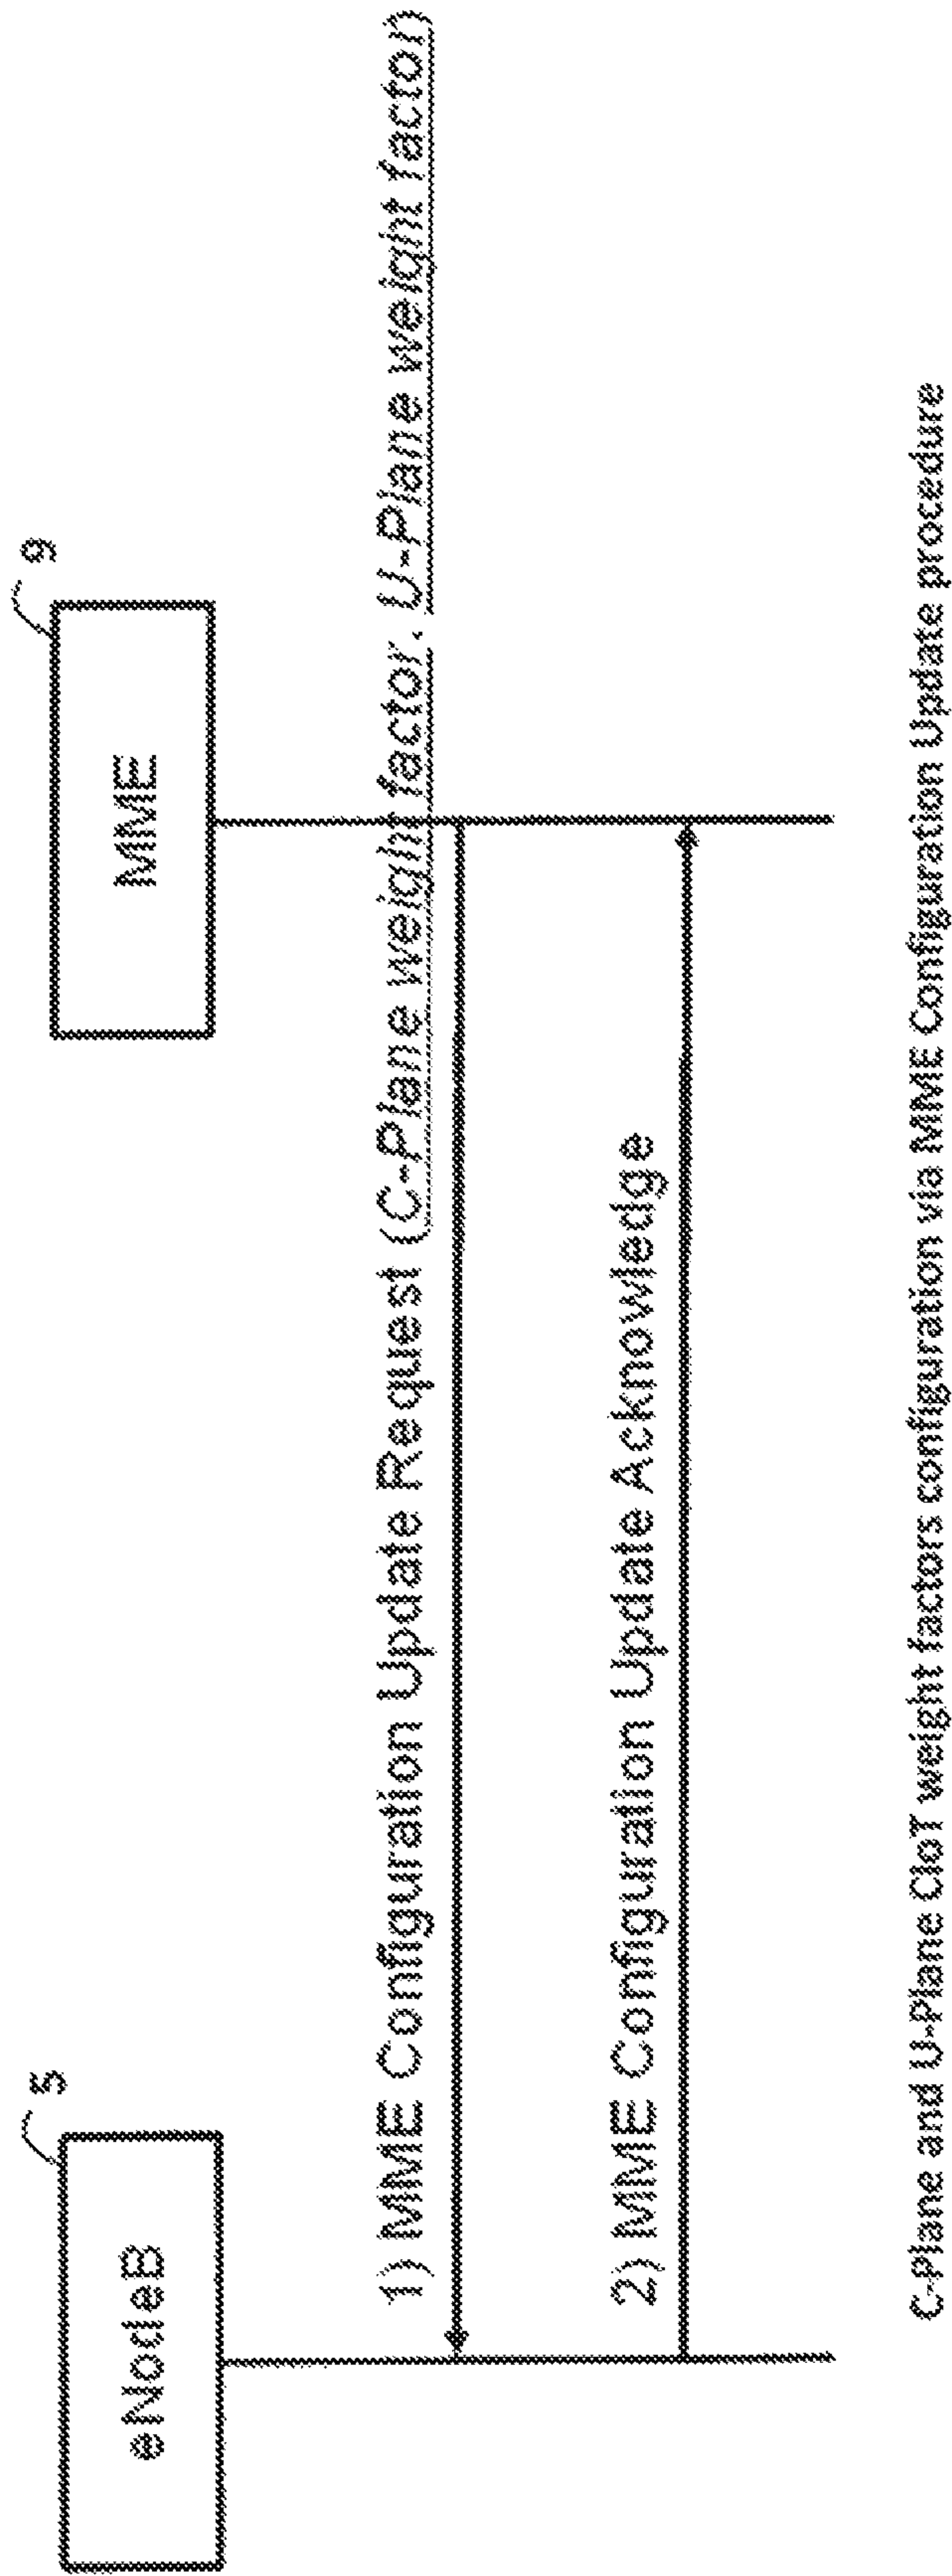 eNodeB
5
MME
9
1) MME Configuration Update Request (C-Plane weight factor, U-Plane weight factor)
2) MME Configuration Update Acknowledge
C-Plane and U-Plane CIoT weight factors configuration via MME Configuration Update procedure